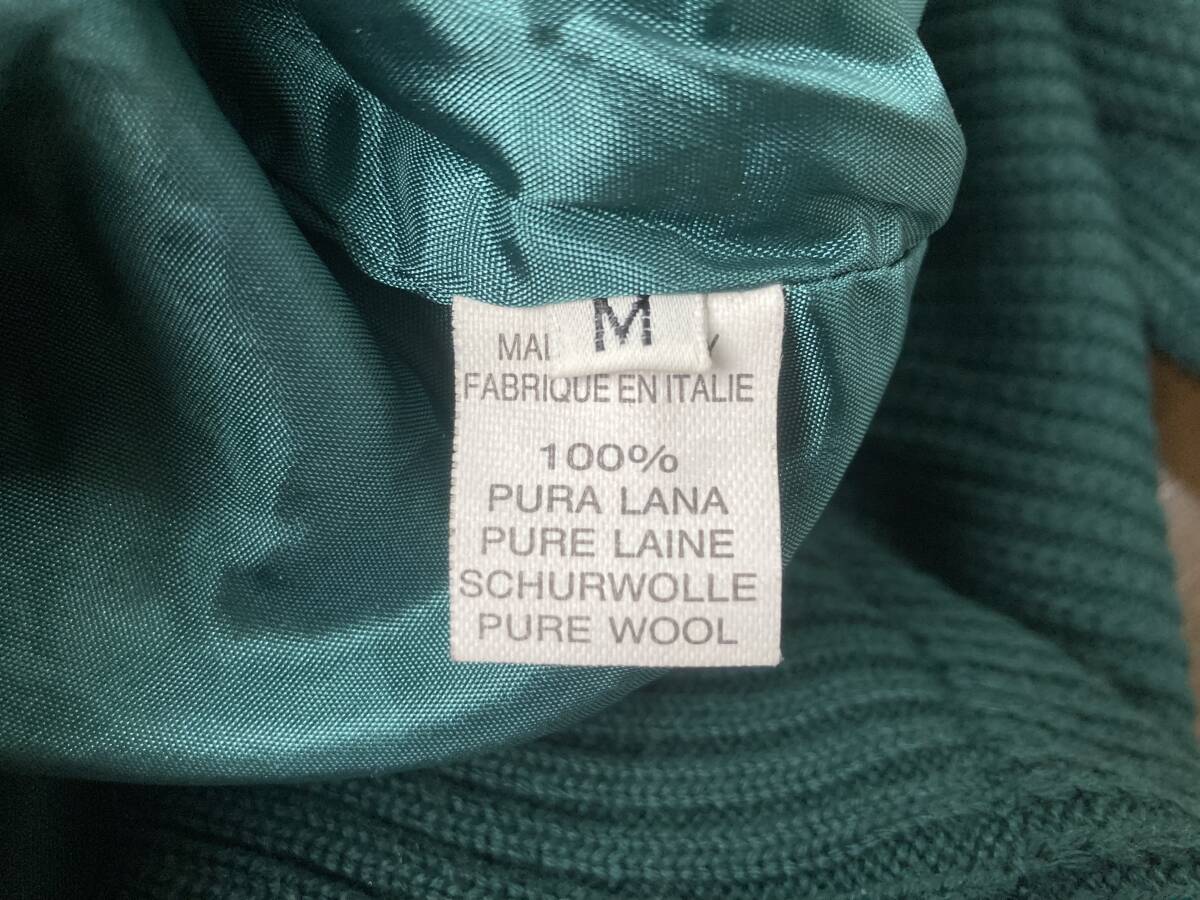 M
FABRIQUE EN ITALIE
100%
PURA LANA
PURE LAINE
SCHURWOLLE
PURE WOOL